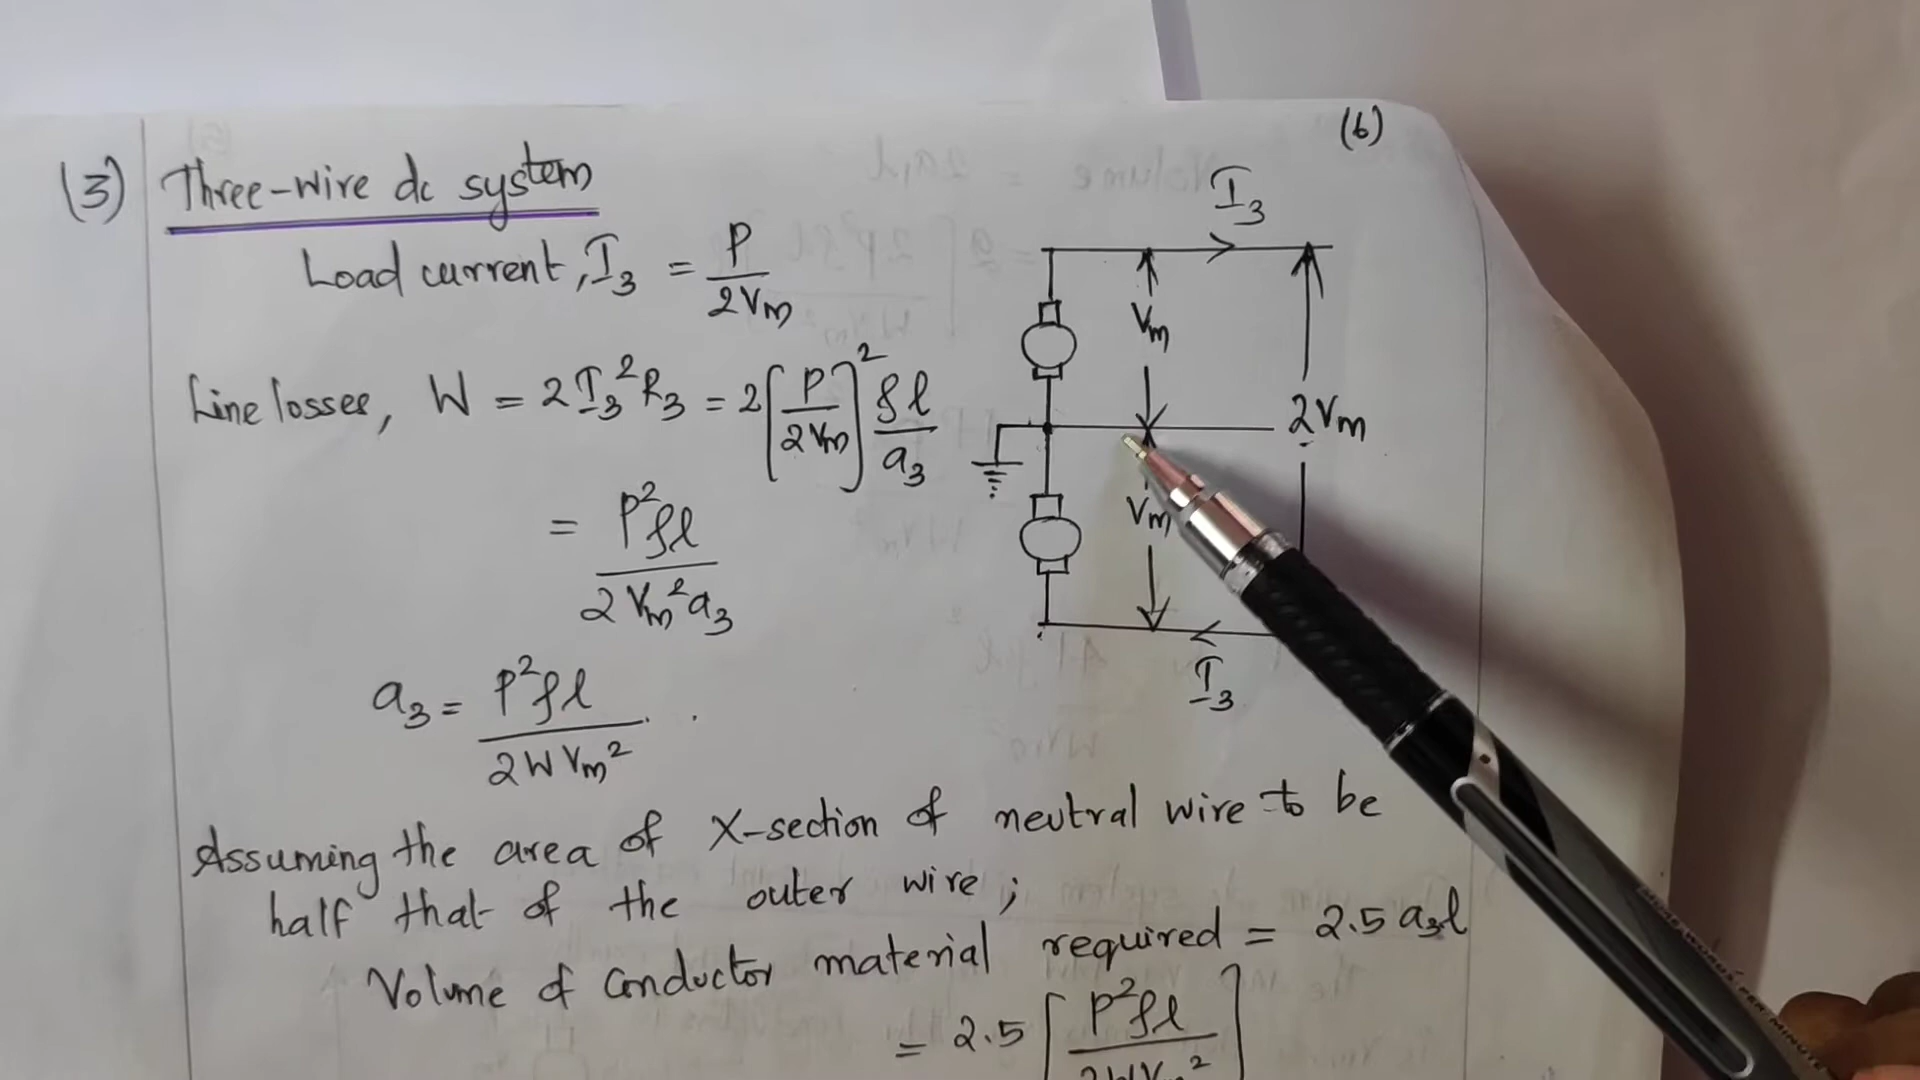 (6)
(3) Three-wire dc system
Load current, I₃ = P / 2Vm
Line losses, W = 2I₃²R₃ = 2[P / 2Vm]² ρl / a₃
= P²ρl / 2Vm²a₃
a₃ = P²ρl / 2WVm²
I₃
Vm
2Vm
Vm
I₃
Assuming the area of X-section of neutral wire to be
half that of the outer wire;
Volume of conductor material required = 2.5 a₃l
= 2.5 [P²ρl / 2WVm²]